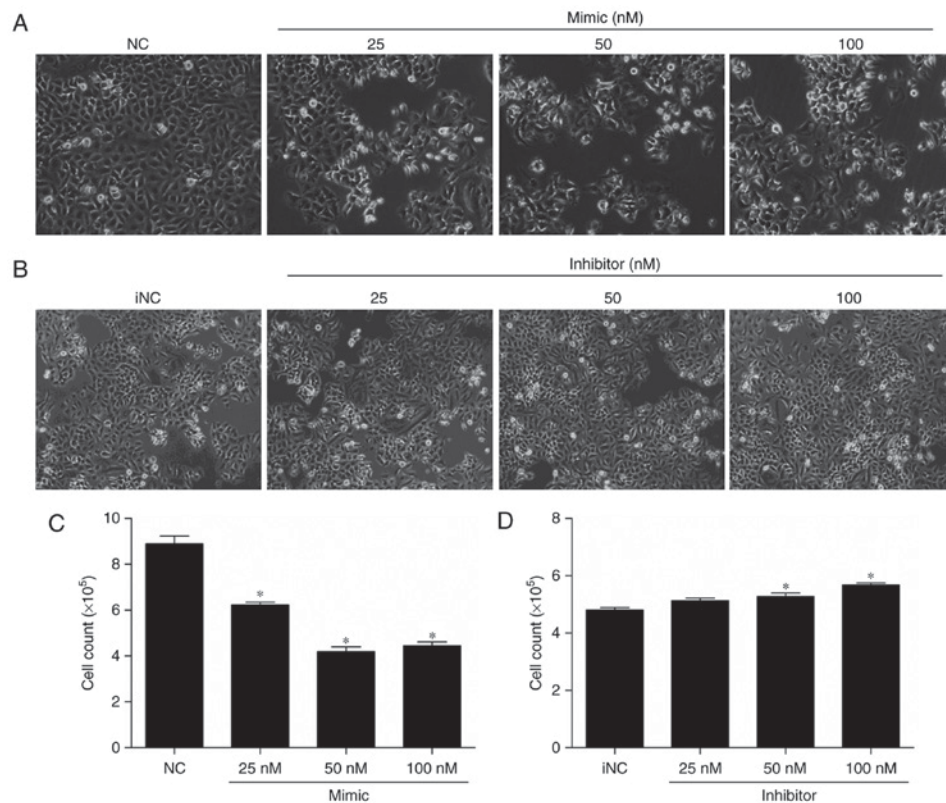 A
Mimic (nM)
NC 25 50 100
B
Inhibitor (nM)
iNC 25 50 100
C
Cell count (×10⁵)
10
8
6
4
2
0
*
*
*
NC 25 nM 50 nM 100 nM
Mimic
D
Cell count (×10⁵)
8
6
4
2
0
*
*
iNC 25 nM 50 nM 100 nM
Inhibitor